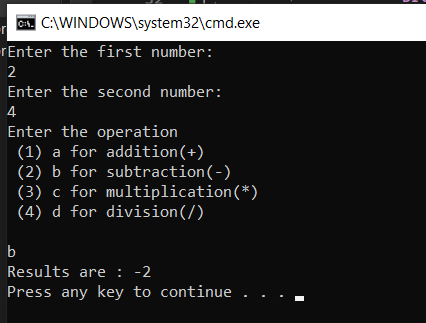 C:\WINDOWS\system32\cmd.exe
Enter the first number:
2
Enter the second number:
4
Enter the operation
 (1) a for addition(+)
 (2) b for subtraction(-)
 (3) c for multiplication(*)
 (4) d for division(/)
b
Results are : -2
Press any key to continue . . .